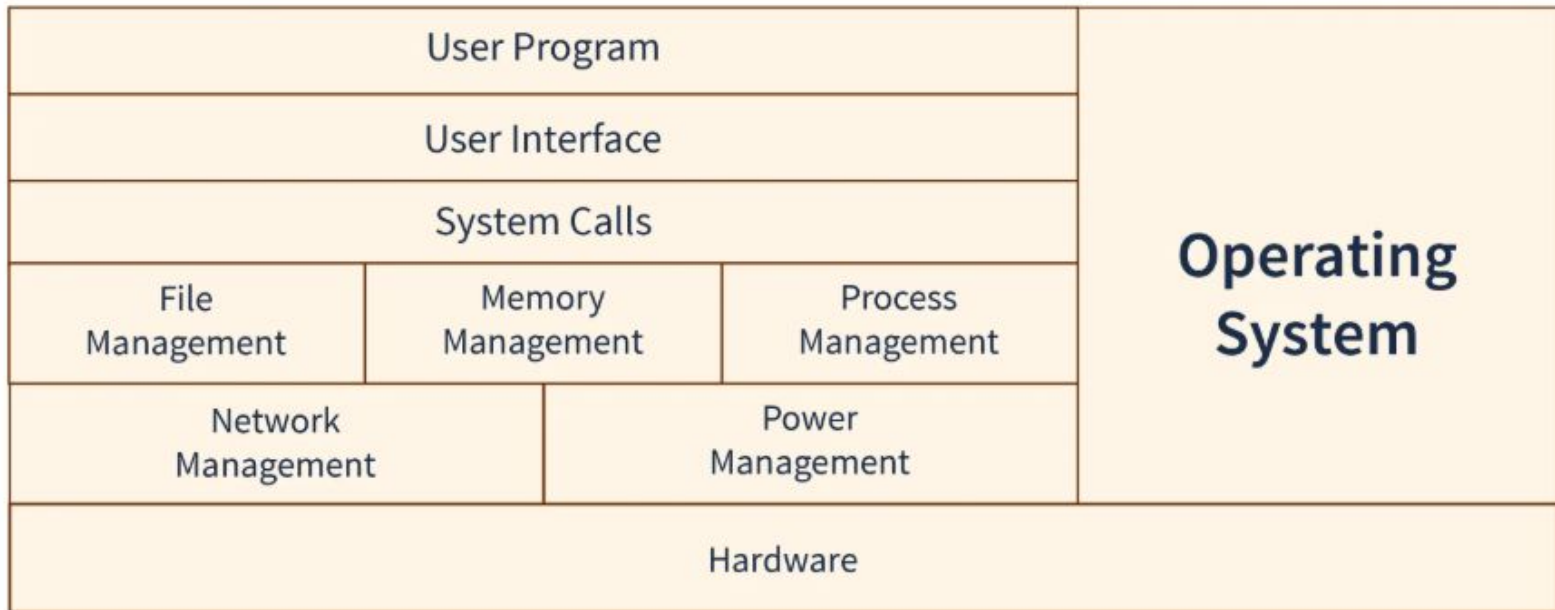 User Program
User Interface
System Calls
File
Management
Memory
Management
Process
Management
Network
Management
Power
Management
Operating
System
Hardware